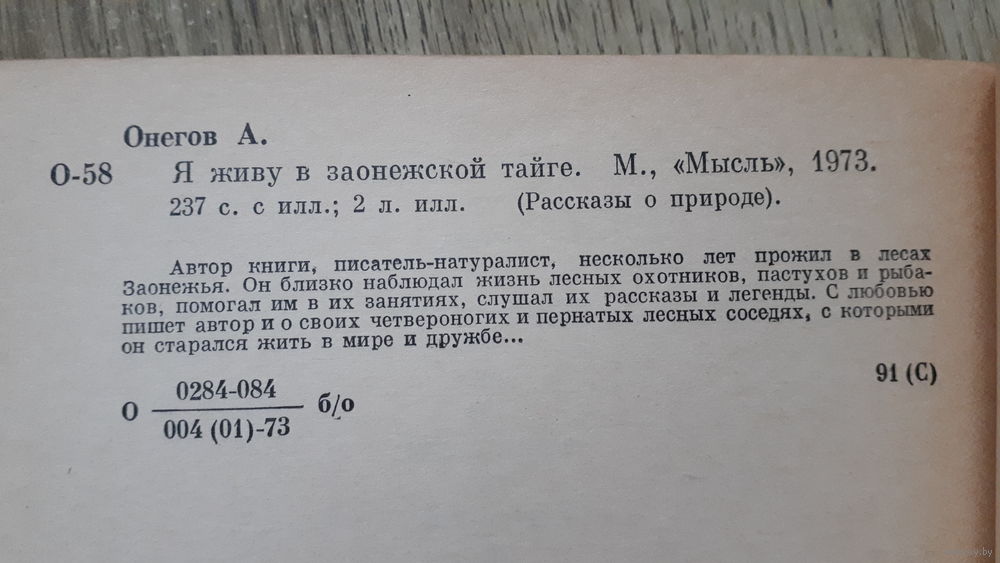 Онегов А.
О-58 Я живу в заонежской тайге. М., «Мысль», 1973.
237 с. с илл.; 2 л. илл. (Рассказы о природе).
Автор книги, писатель-натуралист, несколько лет прожил в лесах
Заонежья. Он близко наблюдал жизнь лесных охотников, пастухов и рыба-
ков, помогал им в их занятиях, слушал их рассказы и легенды. С любовью
пишет автор и о своих четвероногих и пернатых лесных соседях, с которыми
он старался жить в мире и дружбе...
91 (С)
0284-084
О б/о
004 (01)-73